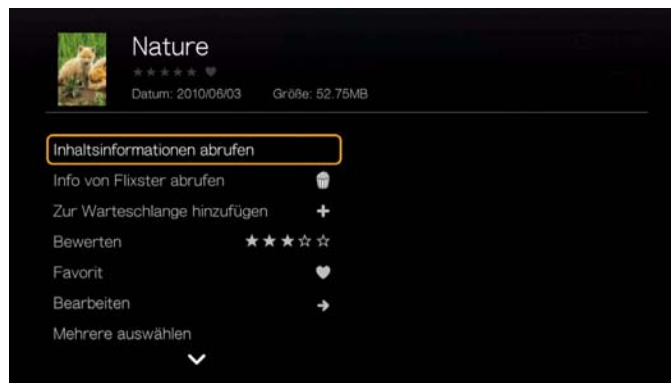 Nature
Datum: 2010/06/03 Größe: 52.75MB
Inhaltsinformationen abrufen
Info von Flixster abrufen
Zur Warteschlange hinzufügen
Bewerten
Favorit
Bearbeiten
Mehrere auswählen